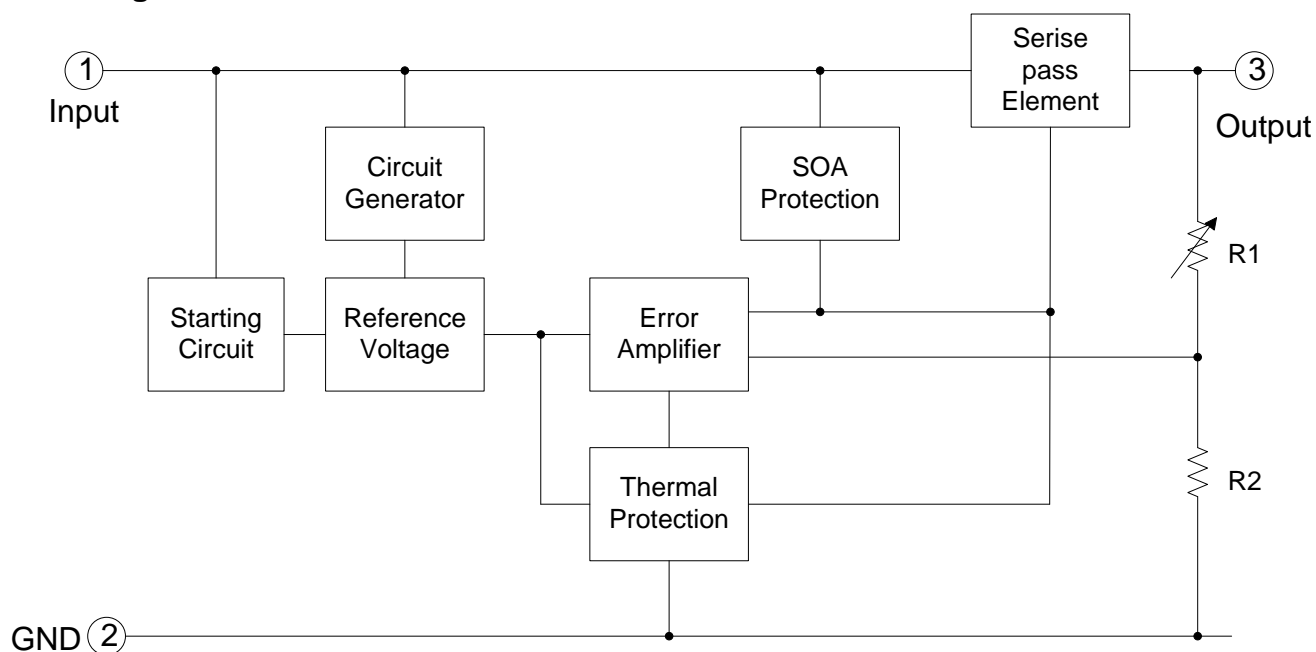 Serise
pass
Element
1
3
Input
Output
Circuit
Generator
SOA
Protection
R1
Starting
Circuit
Reference
Voltage
Error
Amplifier
Thermal
Protection
R2
GND 2